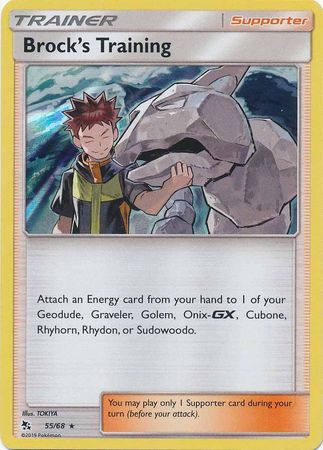 TRAINER Supporter
Brock's Training
Attach an Energy card from your hand to 1 of your
Geodude, Graveler, Golem, Onix-GX, Cubone,
Rhyhorn, Rhydon, or Sudowoodo.
You may play only 1 Supporter card during your
turn (before your attack).
Illus. TOKIYA
55/68 ★
©2019 Pokémon